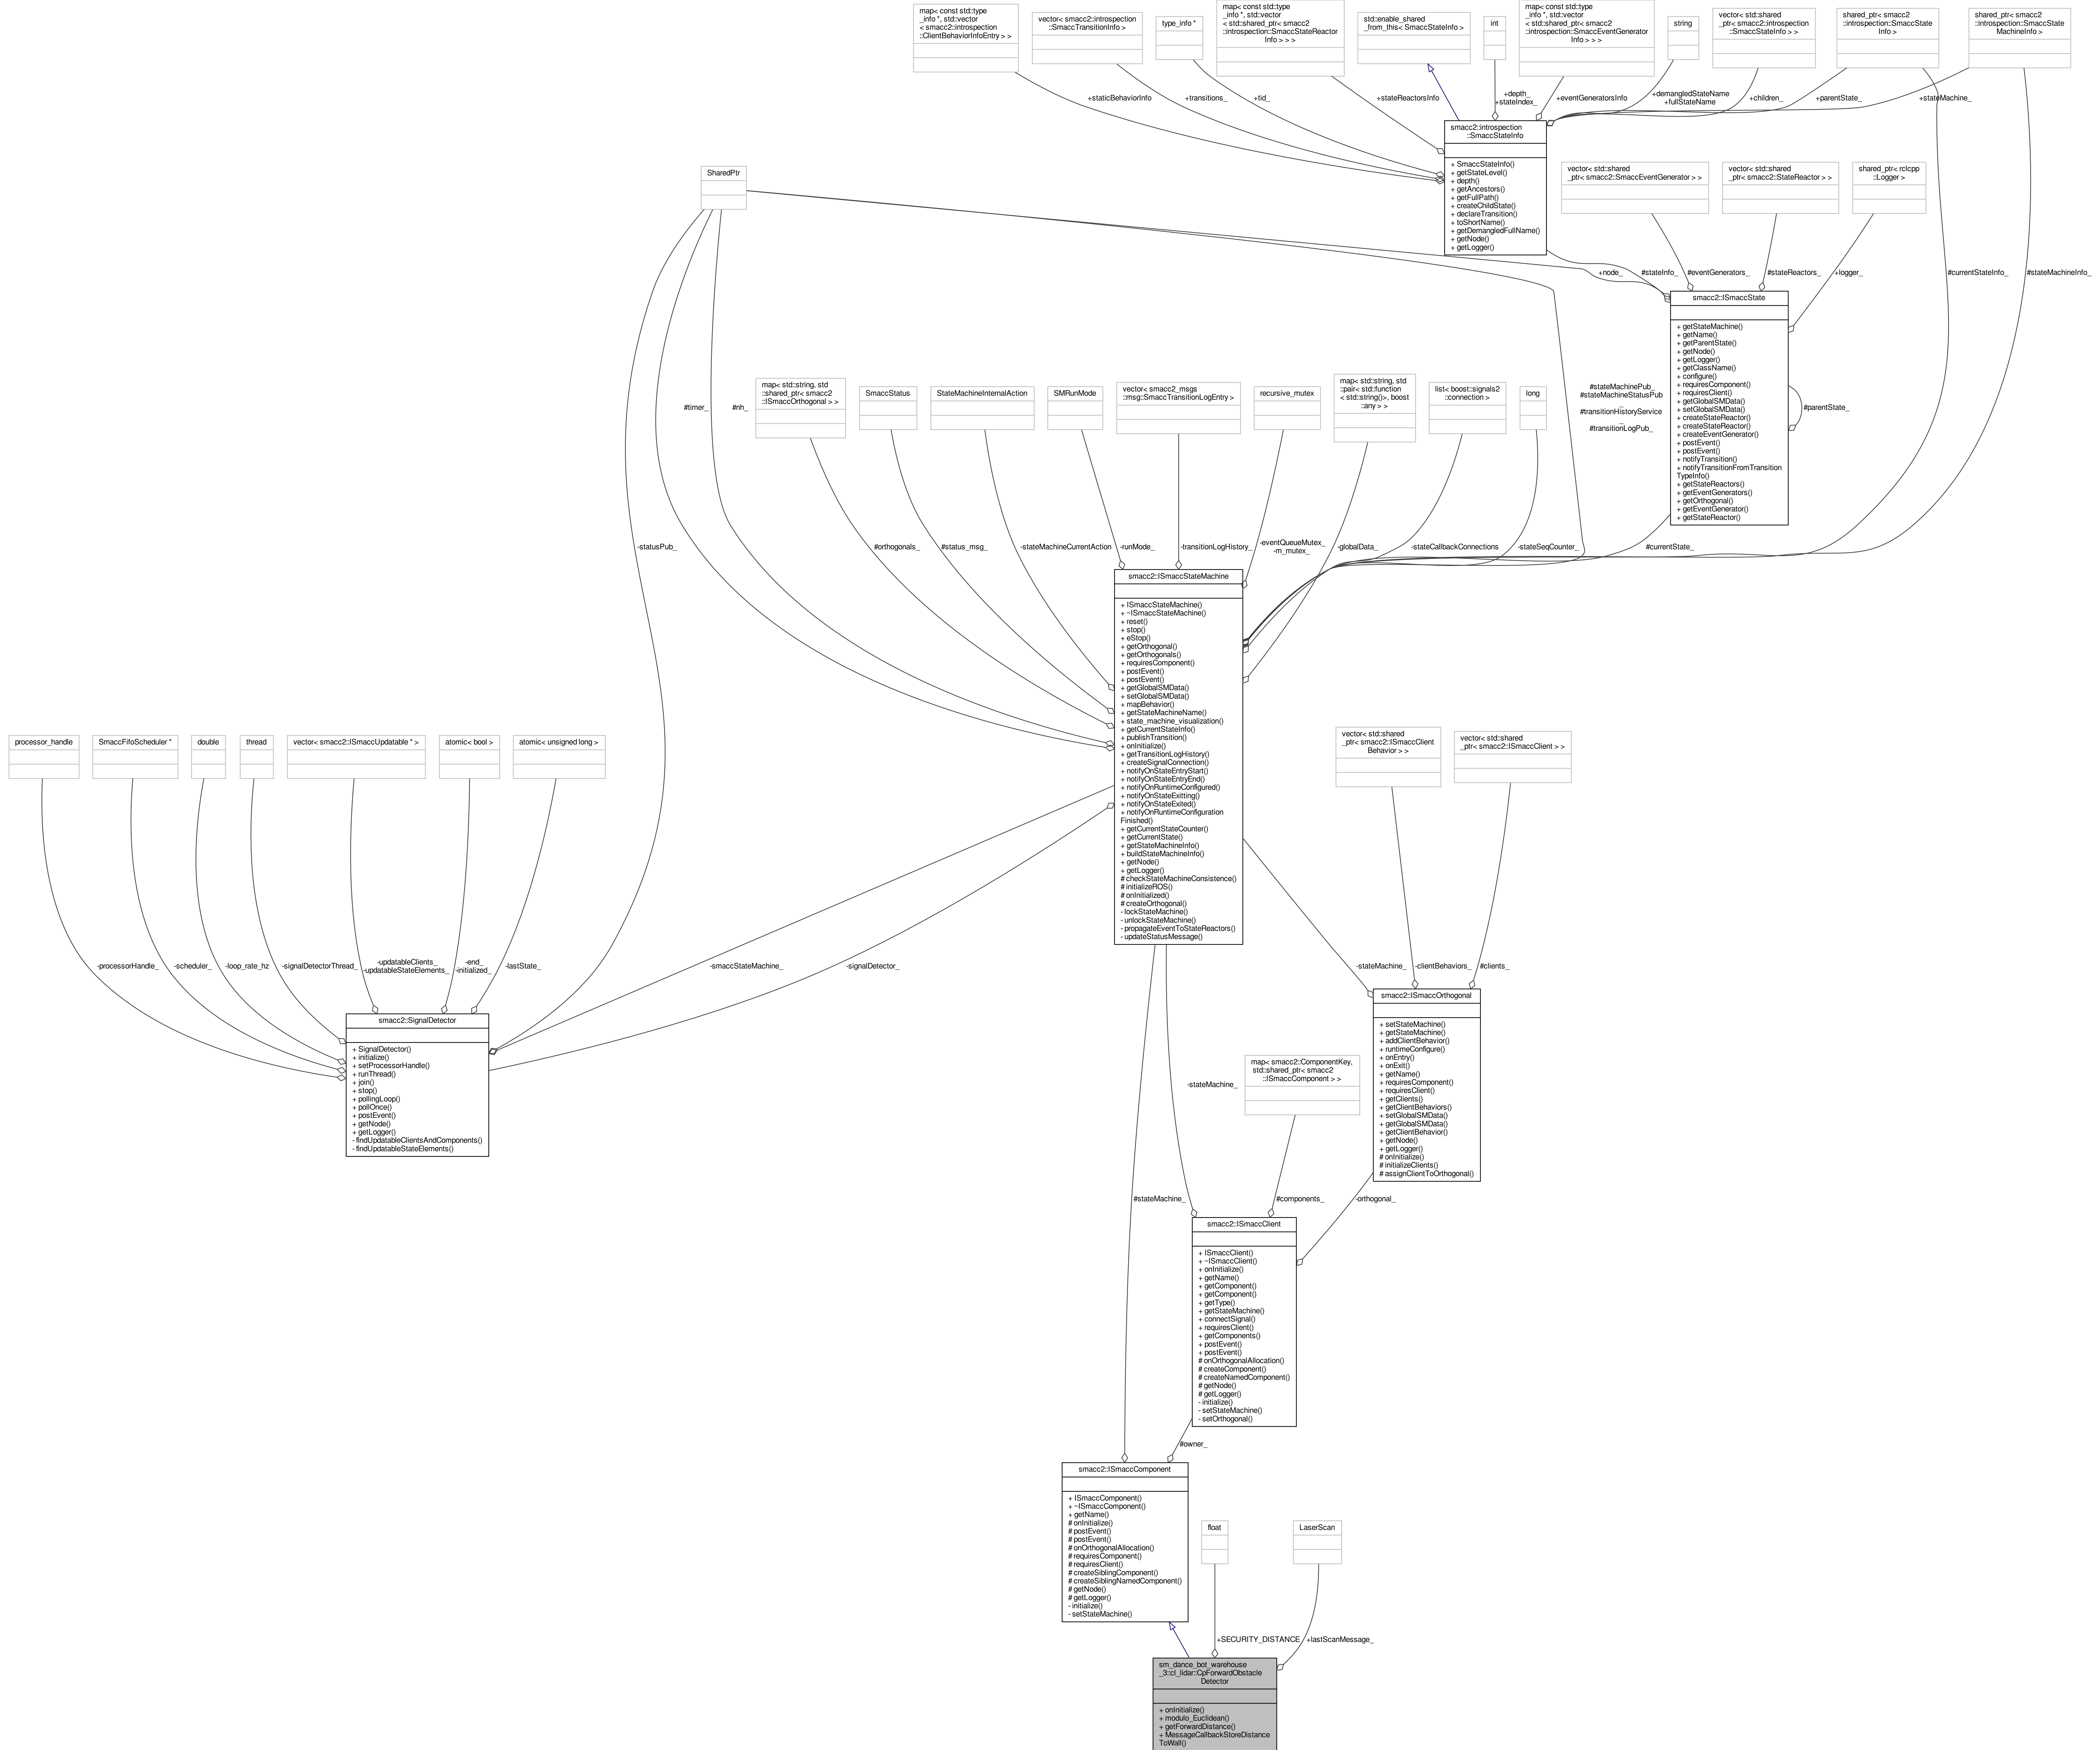 map< const std::type
_info *, std::vector
< smacc2::introspection
::ClientBehaviorInfoEntry > >
vector< smacc2::introspection
::SmaccTransitionInfo >
type_info *
map< const std::type
_info *, std::vector
< std::shared_ptr< smacc2
::introspection::SmaccStateReactor
Info > > >
std::enable_shared
_from_this< SmaccStateInfo >
int
map< const std::type
_info *, std::vector
< std::shared_ptr< smacc2
::introspection::SmaccEventGenerator
Info > > >
string
vector< std::shared
_ptr< smacc2::introspection
::SmaccStateInfo > >
shared_ptr< smacc2
::introspection::SmaccState
Info >
shared_ptr< smacc2
::introspection::SmaccState
MachineInfo >
+staticBehaviorInfo
+transitions_
+tid_
+stateReactorsInfo
+depth_
+stateIndex_
+eventGeneratorsInfo
+demangledStateName
+fullStateName
+children_
+parentState_
+stateMachine_
smacc2::introspection
::SmaccStateInfo
+ SmaccStateInfo()
+ getStateLevel()
+ depth()
+ getAncestors()
+ getFullPath()
+ createChildState()
+ declareTransition()
+ toShortName()
+ getDemangledFullName()
+ getNode()
+ getLogger()
SharedPtr
vector< std::shared
_ptr< smacc2::SmaccEventGenerator > >
vector< std::shared
_ptr< smacc2::StateReactor > >
shared_ptr< rclcpp
::Logger >
+node_
#stateInfo_
#eventGenerators_
#stateReactors_
+logger_
#currentStateInfo_
#stateMachineInfo_
smacc2::ISmaccState
+ getStateMachine()
+ getName()
+ getParentState()
+ getNode()
+ getLogger()
+ getClassName()
+ configure()
+ requiresComponent()
+ requiresClient()
+ getGlobalSMData()
+ setGlobalSMData()
+ createStateReactor()
+ createStateReactor()
+ createEventGenerator()
+ postEvent()
+ postEvent()
+ notifyTransition()
+ notifyTransitionFromTransition
TypeInfo()
+ getStateReactors()
+ getEventGenerators()
+ getOrthogonal()
+ getEventGenerator()
+ getStateReactor()
#parentState_
#timer_
#nh_
map< std::string, std
::shared_ptr< smacc2
::ISmaccOrthogonal > >
SmaccStatus
StateMachineInternalAction
SMRunMode
vector< smacc2_msgs
::msg::SmaccTransitionLogEntry >
recursive_mutex
map< std::string, std
::pair< std::function
< std::string()>, boost
::any > >
list< boost::signals2
::connection >
long
#stateMachinePub_
#stateMachineStatusPub
_
#transitionHistoryService
_
#transitionLogPub_
-statusPub_
#orthogonals_
#status_msg_
-stateMachineCurrentAction
-runMode_
-transitionLogHistory_
-eventQueueMutex_
-m_mutex_
-globalData_
-stateCallbackConnections
-stateSeqCounter_
#currentState_
smacc2::ISmaccStateMachine
+ ISmaccStateMachine()
+ ~ISmaccStateMachine()
+ reset()
+ stop()
+ eStop()
+ getOrthogonal()
+ getOrthogonals()
+ requiresComponent()
+ postEvent()
+ postEvent()
+ getGlobalSMData()
+ setGlobalSMData()
+ mapBehavior()
+ getStateMachineName()
+ state_machine_visualization()
+ getCurrentStateInfo()
+ publishTransition()
+ onInitialize()
+ getTransitionLogHistory()
+ createSignalConnection()
+ notifyOnStateEntryStart()
+ notifyOnStateEntryEnd()
+ notifyOnRuntimeConfigured()
+ notifyOnStateExitting()
+ notifyOnStateExited()
+ notifyOnRuntimeConfiguration
Finished()
+ getCurrentStateCounter()
+ getCurrentState()
+ getStateMachineInfo()
+ buildStateMachineInfo()
+ getNode()
+ getLogger()
# checkStateMachineConsistence()
# initializeROS()
# onInitialized()
# createOrthogonal()
- lockStateMachine()
- unlockStateMachine()
- propagateEventToStateReactors()
- updateStatusMessage()
processor_handle
SmaccFifoScheduler *
double
thread
vector< smacc2::ISmaccUpdatable * >
atomic< bool >
atomic< unsigned long >
vector< std::shared
_ptr< smacc2::ISmaccClient
Behavior > >
vector< std::shared
_ptr< smacc2::ISmaccClient > >
-processorHandle_
-scheduler_
-loop_rate_hz
-signalDetectorThread_
-updatableClients_
-updatableStateElements_
-end_
-initialized_
-lastState_
-smaccStateMachine_
-signalDetector_
-stateMachine_
-clientBehaviors_
#clients_
smacc2::SignalDetector
+ SignalDetector()
+ initialize()
+ setProcessorHandle()
+ runThread()
+ join()
+ stop()
+ pollingLoop()
+ pollOnce()
+ postEvent()
+ getNode()
+ getLogger()
- findUpdatableClientsAndComponents()
- findUpdatableStateElements()
smacc2::ISmaccOrthogonal
+ setStateMachine()
+ getStateMachine()
+ addClientBehavior()
+ runtimeConfigure()
+ onEntry()
+ onExit()
+ getName()
+ requiresComponent()
+ requiresClient()
+ getClients()
+ getClientBehaviors()
+ setGlobalSMData()
+ getGlobalSMData()
+ getClientBehavior()
+ getNode()
+ getLogger()
# onInitialize()
# initializeClients()
# assignClientToOrthogonal()
map< smacc2::ComponentKey,
std::shared_ptr< smacc2
::ISmaccComponent > >
-stateMachine_
#stateMachine_
#components_
-orthogonal_
smacc2::ISmaccClient
+ ISmaccClient()
+ ~ISmaccClient()
+ onInitialize()
+ getName()
+ getComponent()
+ getComponent()
+ getType()
+ getStateMachine()
+ connectSignal()
+ requiresClient()
+ getComponents()
+ postEvent()
+ postEvent()
# onOrthogonalAllocation()
# createComponent()
# createNamedComponent()
# getNode()
# getLogger()
- initialize()
- setStateMachine()
- setOrthogonal()
#owner_
smacc2::ISmaccComponent
+ ISmaccComponent()
+ ~ISmaccComponent()
+ getName()
# onInitialize()
# postEvent()
# postEvent()
# onOrthogonalAllocation()
# requiresComponent()
# requiresClient()
# createSiblingComponent()
# createSiblingNamedComponent()
# getNode()
# getLogger()
- initialize()
- setStateMachine()
float
LaserScan
+SECURITY_DISTANCE
+lastScanMessage_
sm_dance_bot_warehouse
_3::cl_lidar::CpForwardObstacle
Detector
+ onInitialize()
+ modulo_Euclidean()
+ getForwardDistance()
+ MessageCallbackStoreDistance
ToWall()